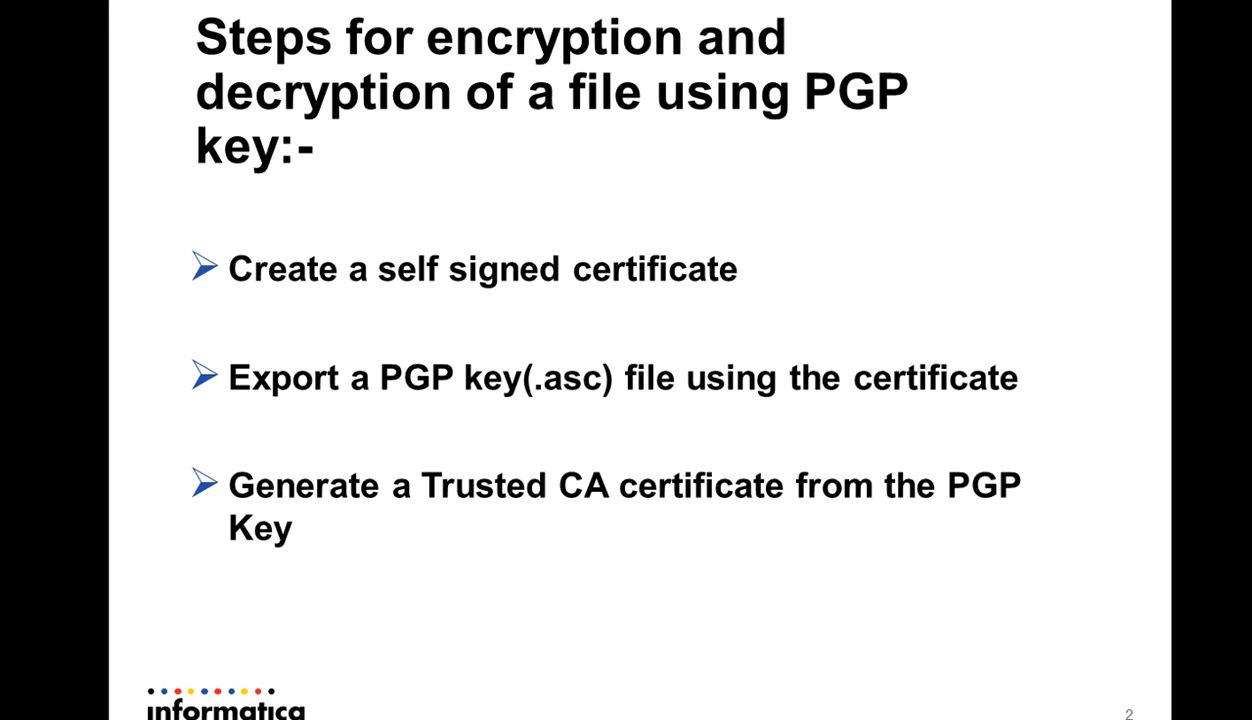 Steps for encryption and
decryption of a file using PGP
key:-
Create a self signed certificate
Export a PGP key(.asc) file using the certificate
Generate a Trusted CA certificate from the PGP
Key
informatica
2